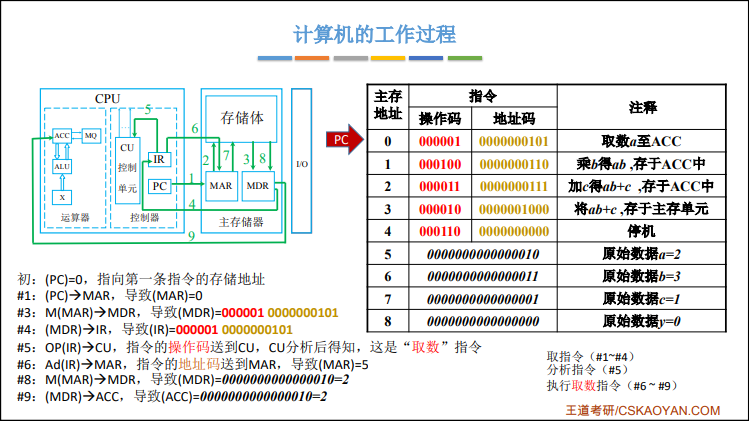 计算机的工作过程
CPU
ACC
MQ
ALU
X
运算器
CU
控制
单元
IR
PC
控制器
存储体
MAR
MDR
主存储器
I/O
5
6
2
7
3
8
1
4
9
PC
主存地址 指令 注释
操作码 地址码
0 000001 0000000101 取数a至ACC
1 000100 0000000110 乘b得ab ,存于ACC中
2 000011 0000000111 加c得ab+c ,存于ACC中
3 000010 0000001000 将ab+c ,存于主存单元
4 000110 0000000000 停机
5 0000000000000010 原始数据a=2
6 0000000000000011 原始数据b=3
7 0000000000000001 原始数据c=1
8 0000000000000000 原始数据y=0
初：(PC)=0，指向第一条指令的存储地址
#1：(PC)→MAR，导致(MAR)=0
#3：M(MAR)→MDR，导致(MDR)=000001 0000000101
#4：(MDR)→IR，导致(IR)=000001 0000000101
#5：OP(IR)→CU，指令的操作码送到CU，CU分析后得知，这是“取数”指令
#6：Ad(IR)→MAR，指令的地址码送到MAR，导致(MAR)=5
#8：M(MAR)→MDR，导致(MDR)=0000000000000010=2
#9：(MDR)→ACC，导致(ACC)=0000000000000010=2
取指令（#1~#4）
分析指令（#5）
执行取数指令（#6 ~ #9）
王道考研/CSKAOYAN.COM